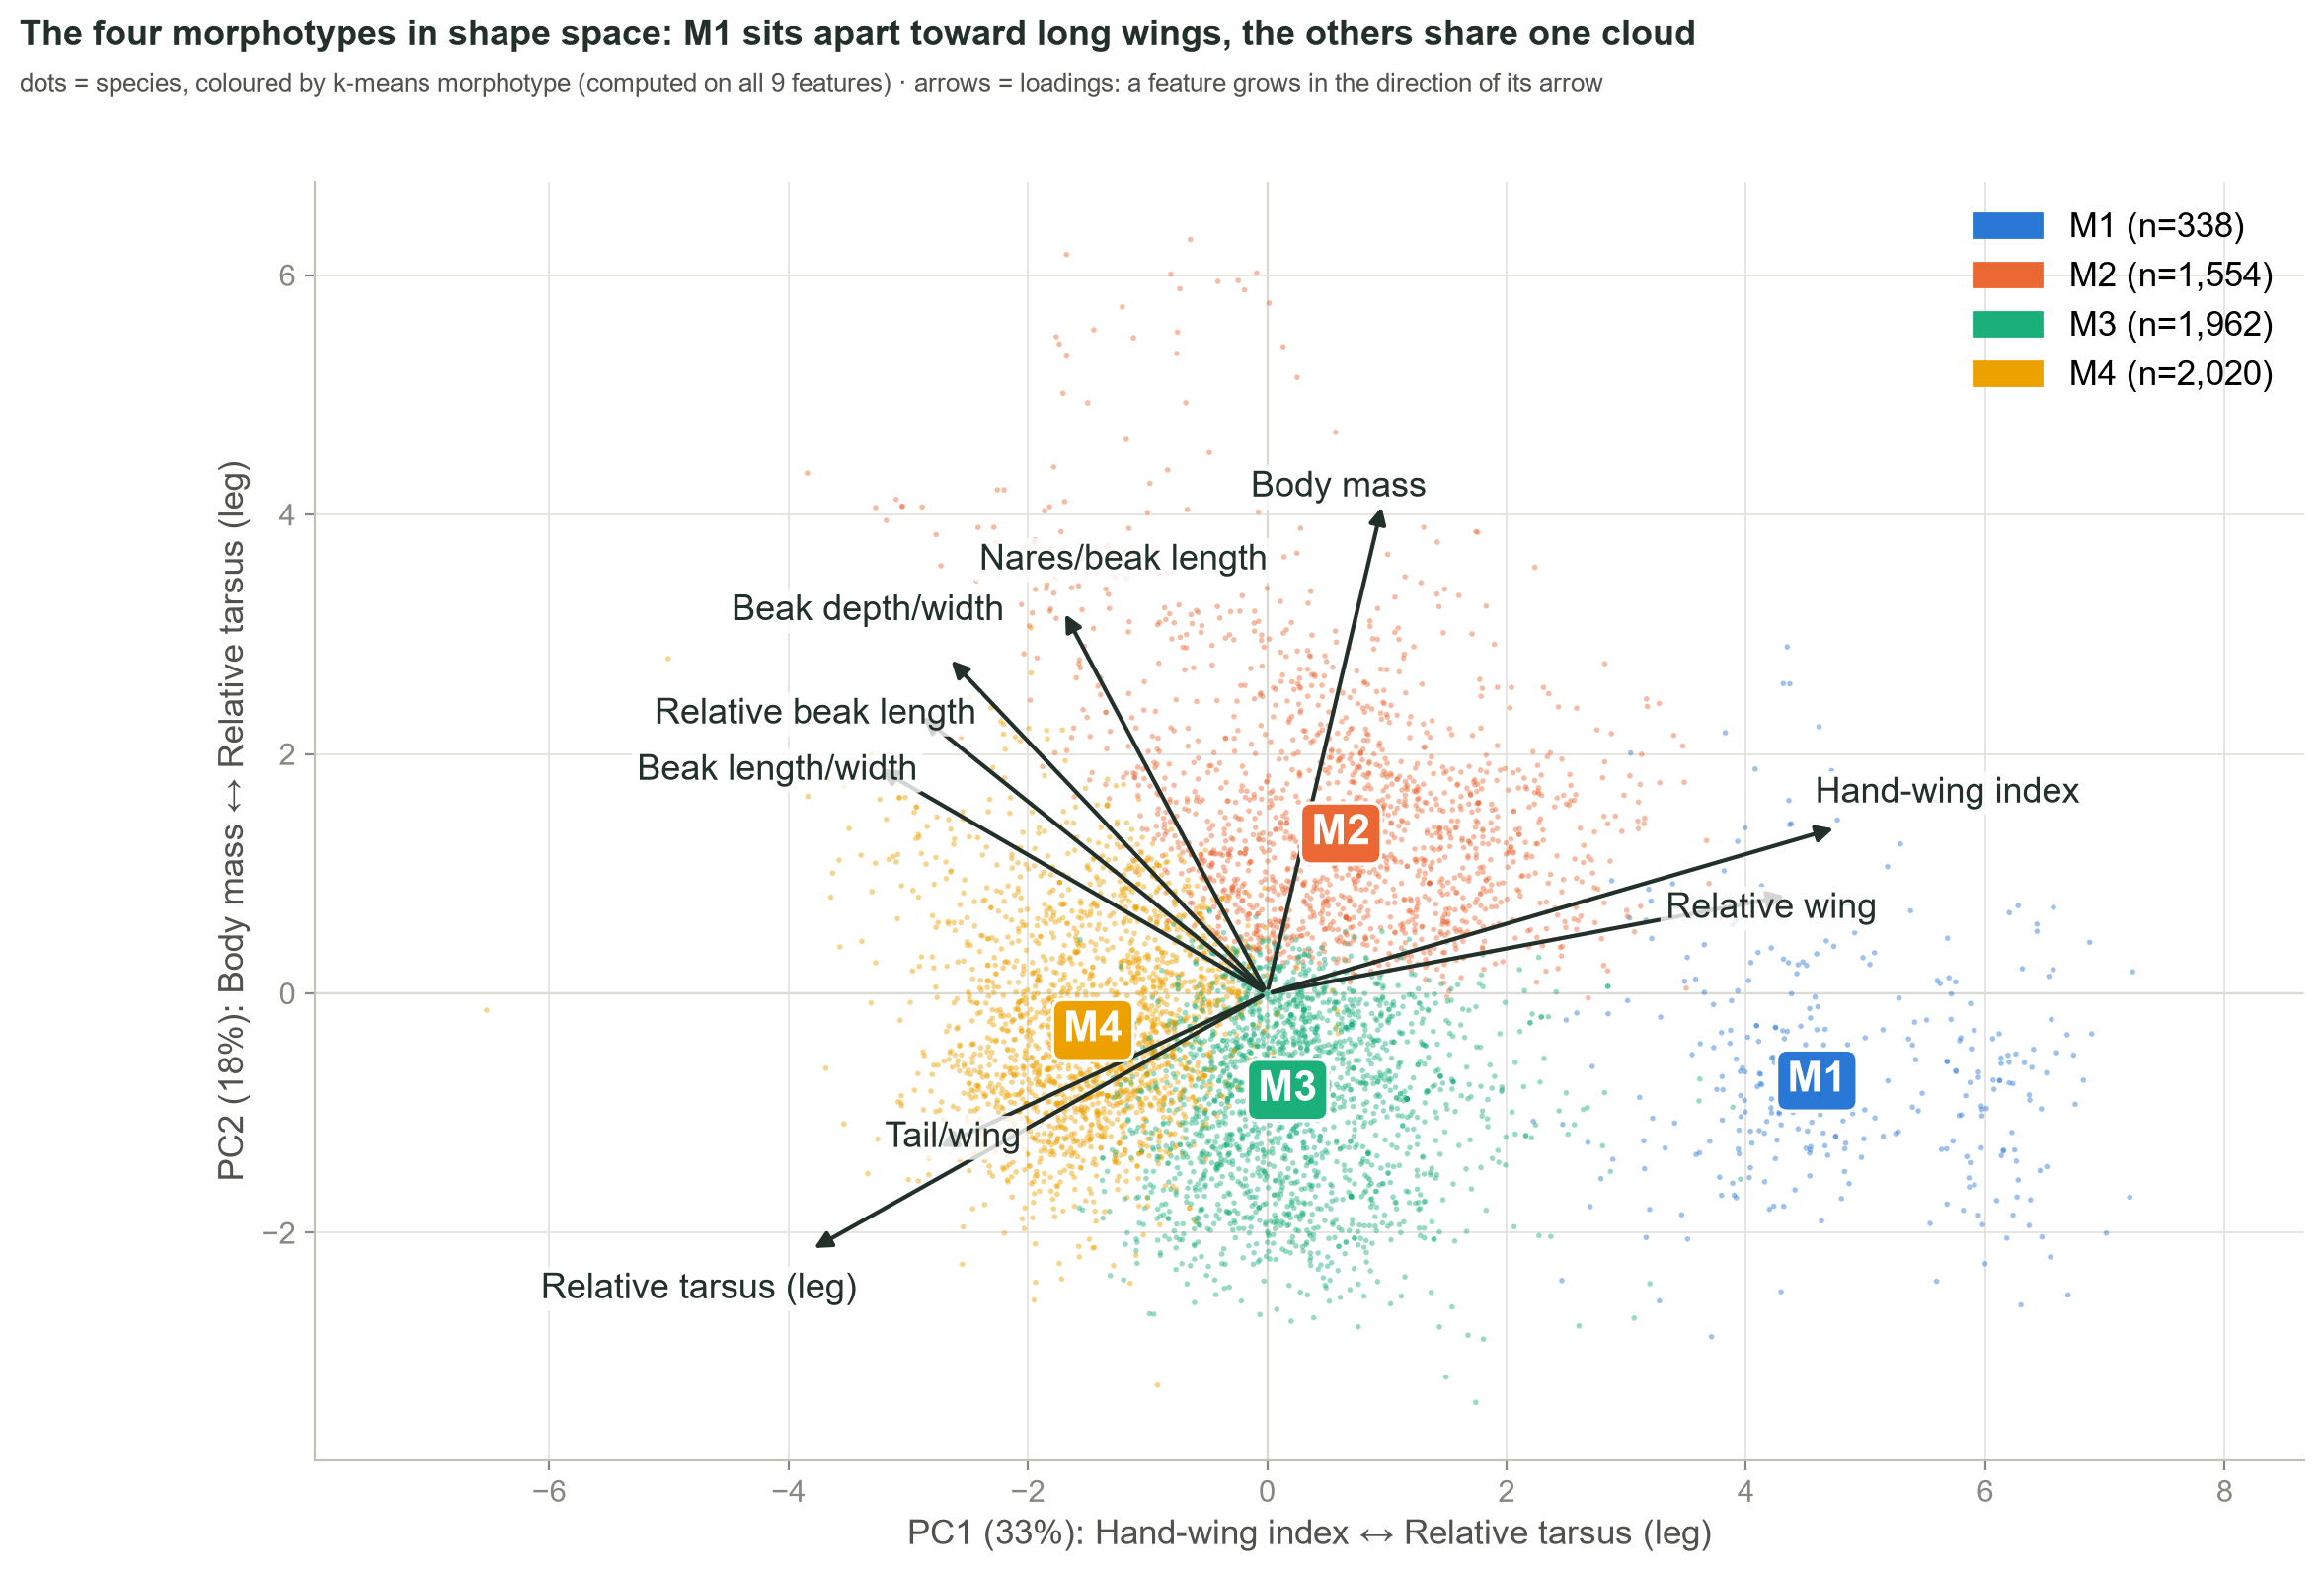 The four morphotypes in shape space: M1 sits apart toward long wings, the others share one cloud
dots = species, coloured by k-means morphotype (computed on all 9 features) · arrows = loadings: a feature grows in the direction of its arrow
M1 (n=338)
M2 (n=1,554)
M3 (n=1,962)
M4 (n=2,020)
PC2 (18%): Body mass ↔ Relative tarsus (leg)
6
4
2
0
−2
Body mass
Nares/beak length
Beak depth/width
Relative beak length
Beak length/width
Hand-wing index
M2
Relative wing
M4
M3
M1
Tail/wing
Relative tarsus (leg)
−6
−4
−2
0
2
4
6
8
PC1 (33%): Hand-wing index ↔ Relative tarsus (leg)